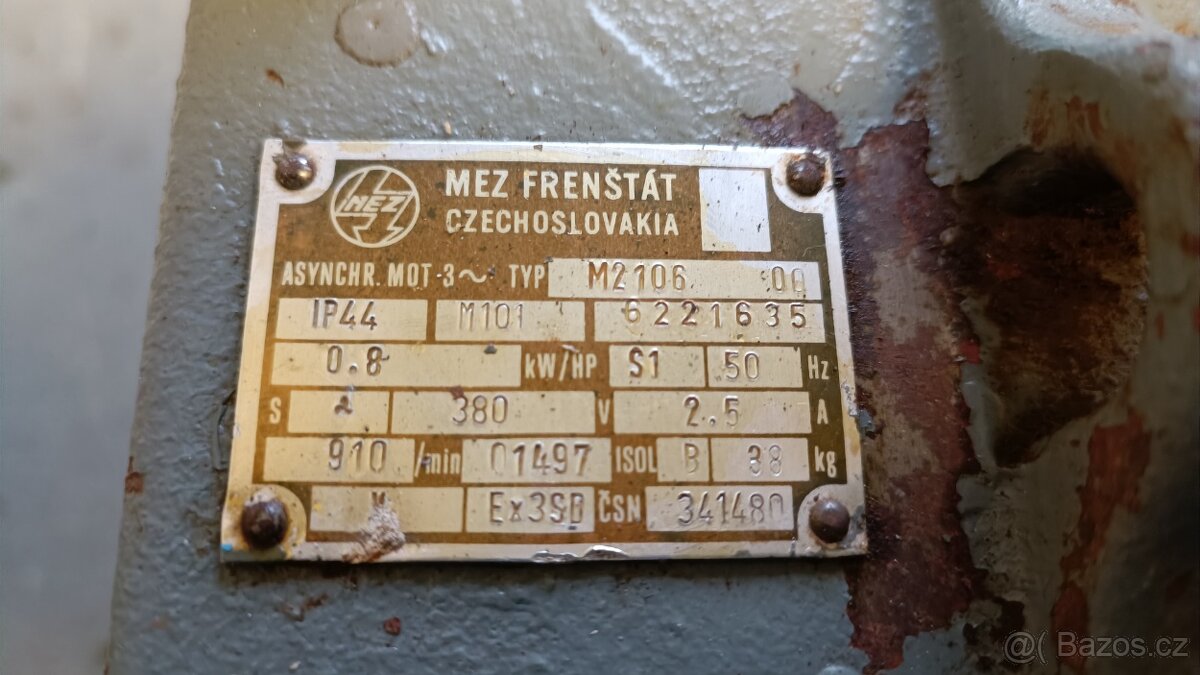 MEZ
MEZ FRENŠTÁT
CZECHOSLOVAKIA
ASYNCHR. MOT-3~ TYP M2106 00
IP44 M101 6221635
0.8 kW/HP S1 50 Hz
S 380 V 2.5 A
910 /min 01497 ISOL B 38 kg
Ex3SD ČSN 341480
@( Bazos.cz